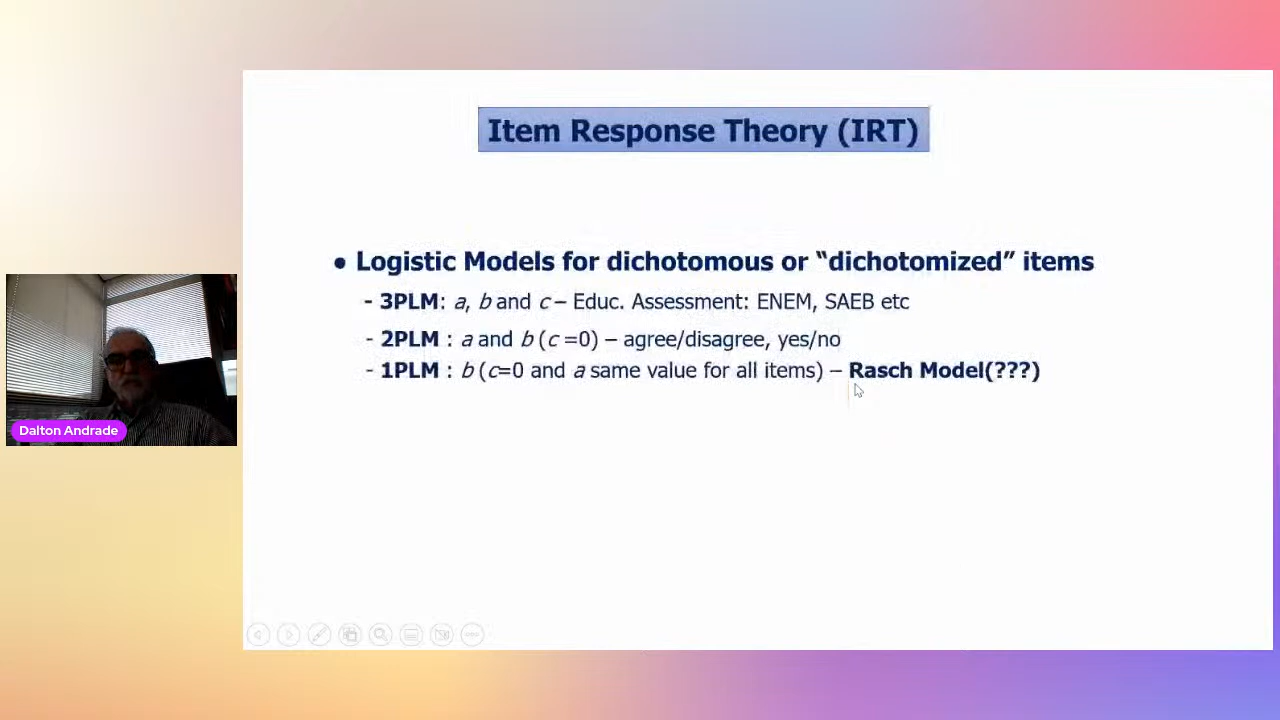 Item Response Theory (IRT)
● Logistic Models for dichotomous or “dichotomized” items
- 3PLM: a, b and c – Educ. Assessment: ENEM, SAEB etc
- 2PLM : a and b (c =0) – agree/disagree, yes/no
- 1PLM : b (c=0 and a same value for all items) – Rasch Model(???)
Dalton Andrade